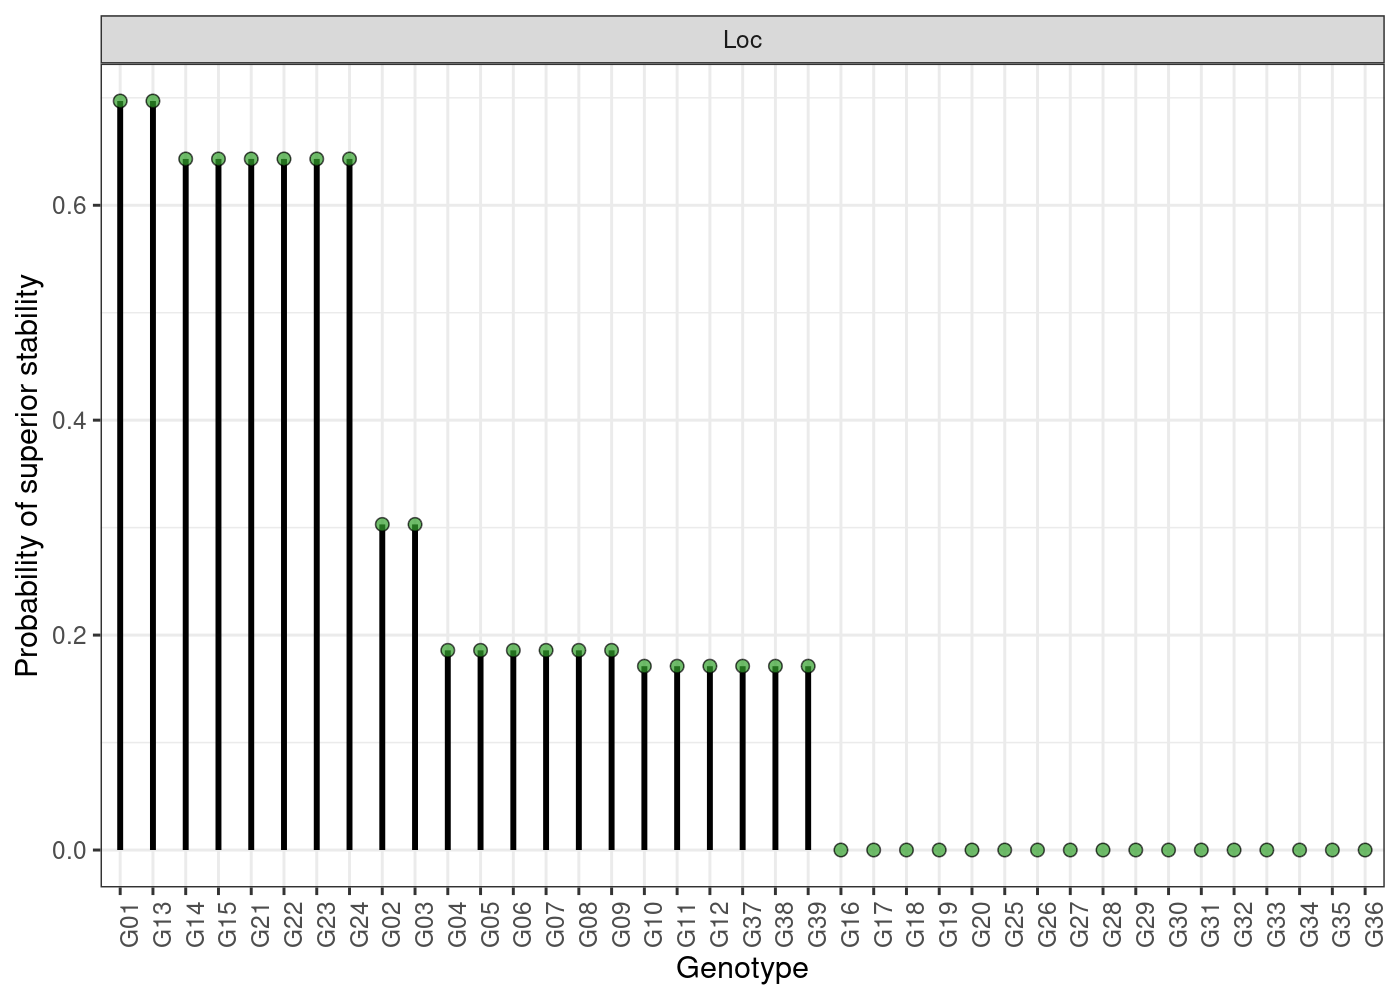 Loc
Probability of superior stability
0.6
0.4
0.2
0.0
G01 G13 G14 G15 G21 G22 G23 G24 G02 G03 G04 G05 G06 G07 G08 G09 G10 G11 G12 G37 G38 G39 G16 G17 G18 G19 G20 G25 G26 G27 G28 G29 G30 G31 G32 G33 G34 G35 G36
Genotype